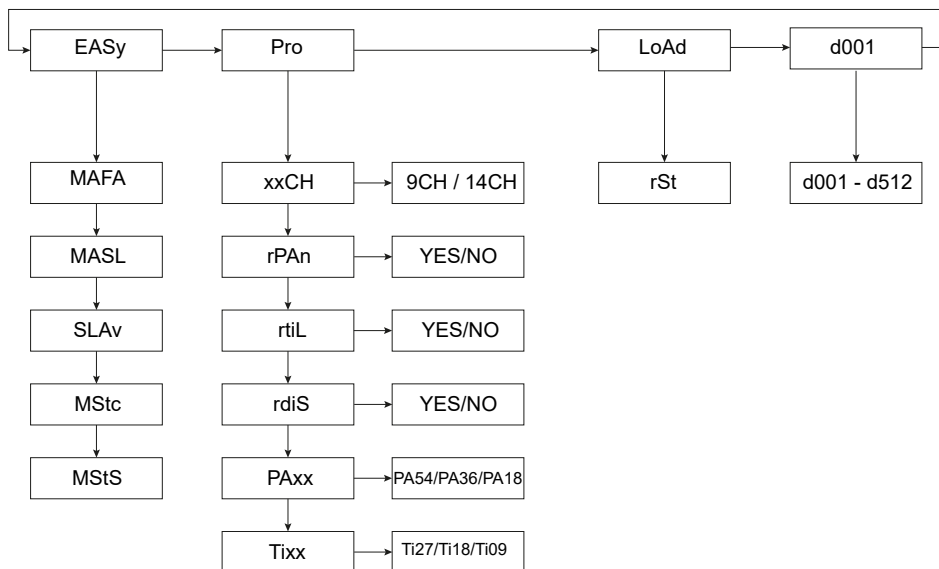 EASy Pro LoAd d001
MAFA xxCH 9CH / 14CH rSt d001 - d512
MASL rPAn YES/NO
SLAv rtiL YES/NO
MStc rdiS YES/NO
MStS PAxx PA54/PA36/PA18
Tixx Ti27/Ti18/Ti09